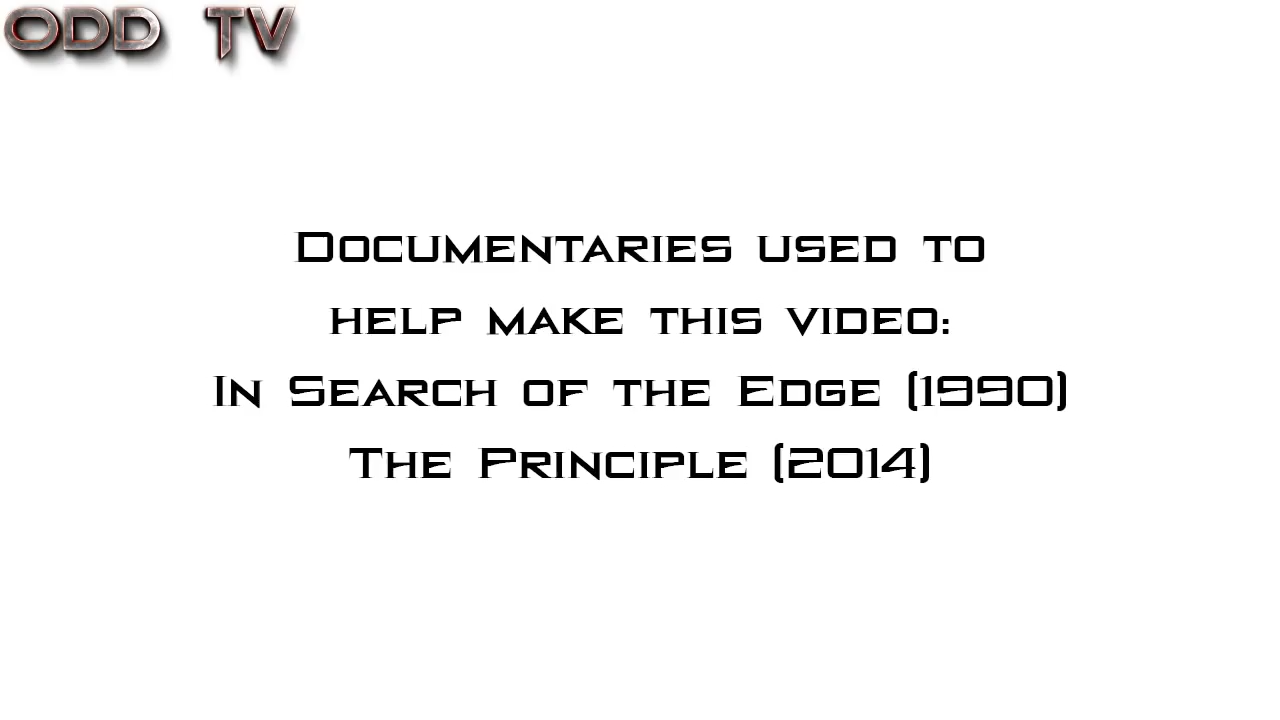 ODD TV
Documentaries used to
help make this video:
In Search of the Edge (1990)
The Principle (2014)